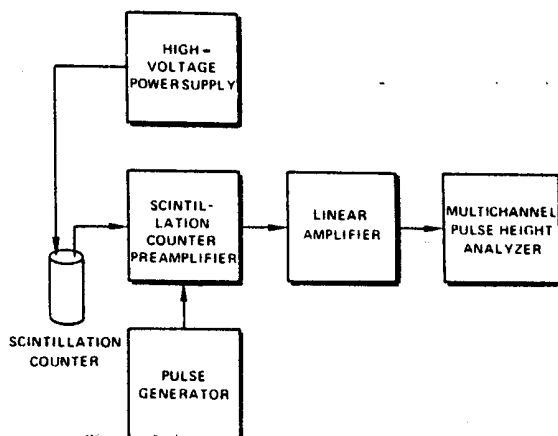 HIGH-
VOLTAGE
POWER SUPPLY
SCINTIL-
LATION
COUNTER
PREAMPLIFIER
LINEAR
AMPLIFIER
MULTICHANNEL
PULSE HEIGHT
ANALYZER
SCINTILLATION
COUNTER
PULSE
GENERATOR